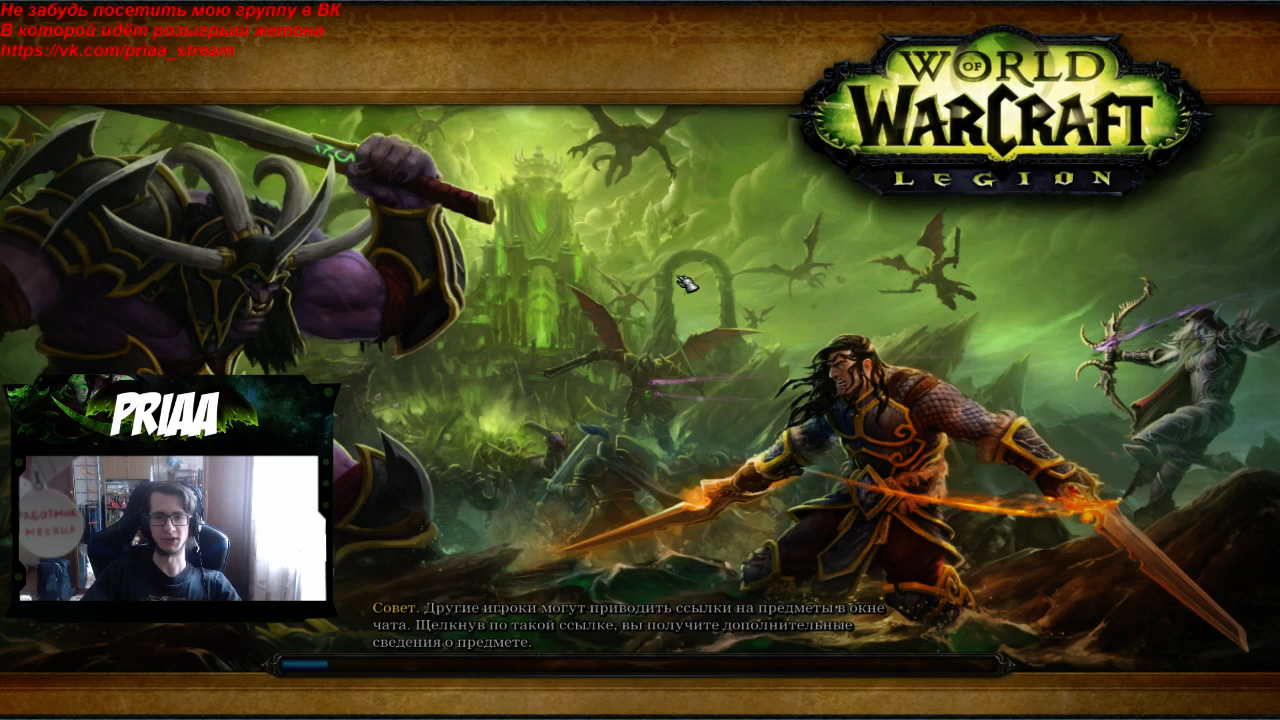 Не забудь посетить мою группу в ВК
В которой идёт розыгрыш жетона
https://vk.com/priaa_stream
WORLD
OF
WARCRAFT
LEGION
PRIAA
РАБОТНИК
МЕСЯЦА
Совет. Другие игроки могут приводить ссылки на предметы в окне
чата. Щелкнув по такой ссылке, вы получите дополнительные
сведения о предмете.